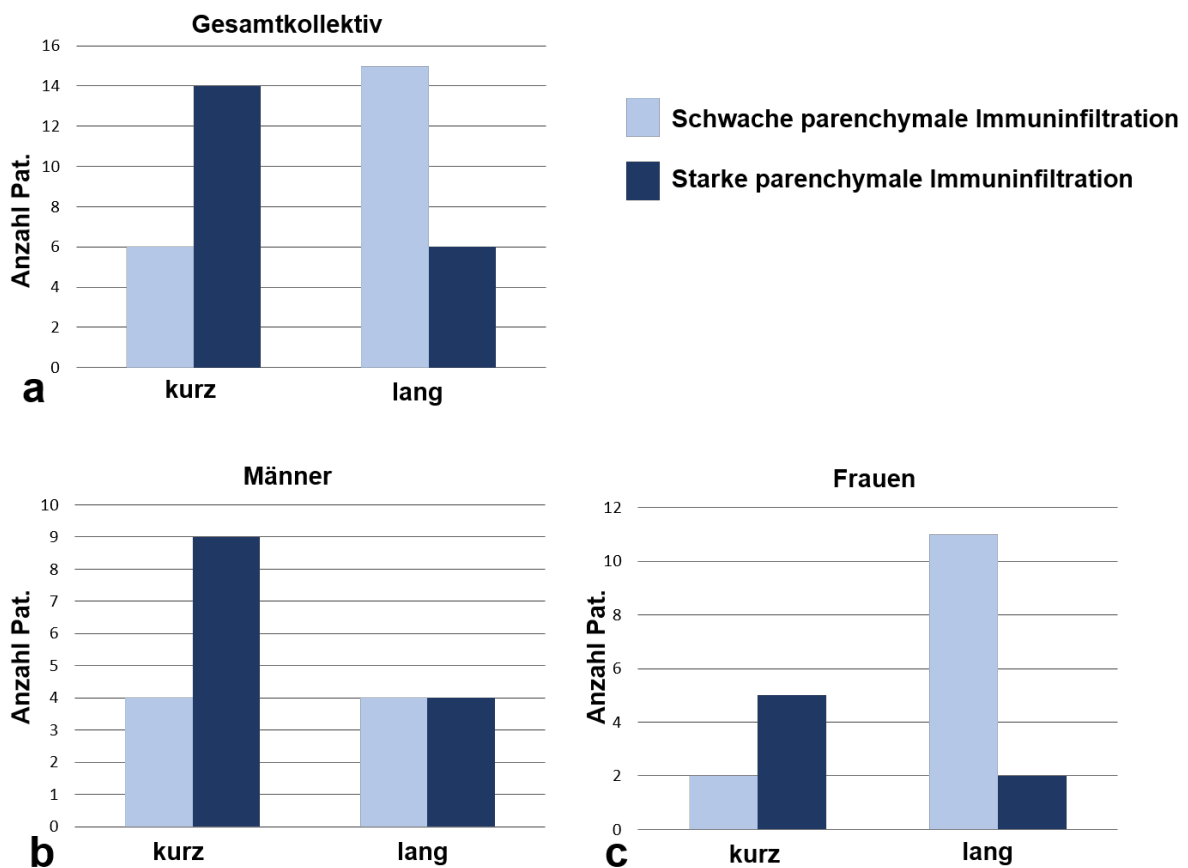 Gesamtkollektiv
16
14
12
10
8
6
4
2
0
Anzahl Pat.
kurz
lang
a
Schwache parenchymale Immuninfiltration
Starke parenchymale Immuninfiltration
Männer
10
9
8
7
6
5
4
3
2
1
0
Anzahl Pat.
kurz
lang
b
Frauen
12
10
8
6
4
2
0
Anzahl Pat.
kurz
lang
c